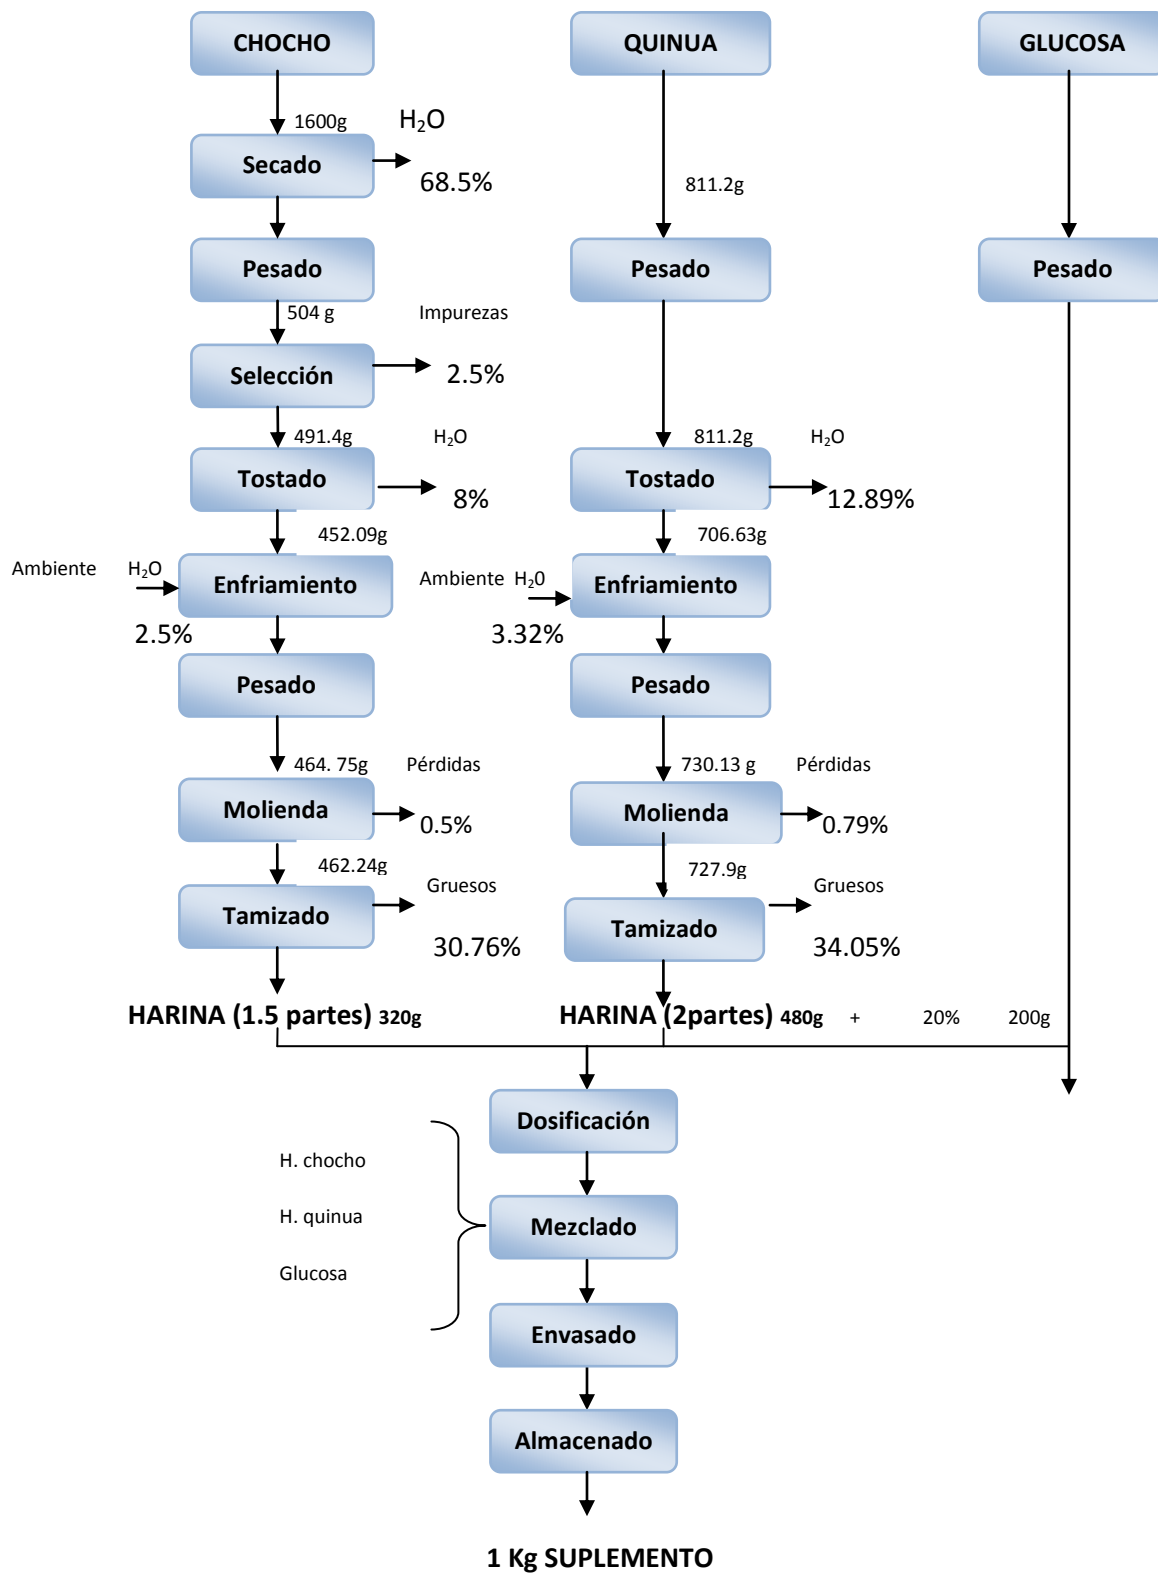 CHOCHO QUINUA GLUCOSA
1600g H₂O
Secado
68.5%
811.2g
Pesado Pesado Pesado
504 g Impurezas
Selección 2.5%
491.4g H₂O 811.2g H₂O
Tostado Tostado
8% 12.89%
452.09g 706.63g
Ambiente H₂O Enfriamiento Ambiente H₂0 Enfriamiento
2.5% 3.32%
Pesado Pesado
464. 75g Pérdidas 730.13 g Pérdidas
Molienda Molienda
0.5% 0.79%
462.24g 727.9g
Gruesos Gruesos
Tamizado Tamizado
30.76% 34.05%
HARINA (1.5 partes) 320g HARINA (2partes) 480g + 20% 200g
Dosificación
H. chocho
H. quinua Mezclado
Glucosa
Envasado
Almacenado
1 Kg SUPLEMENTO